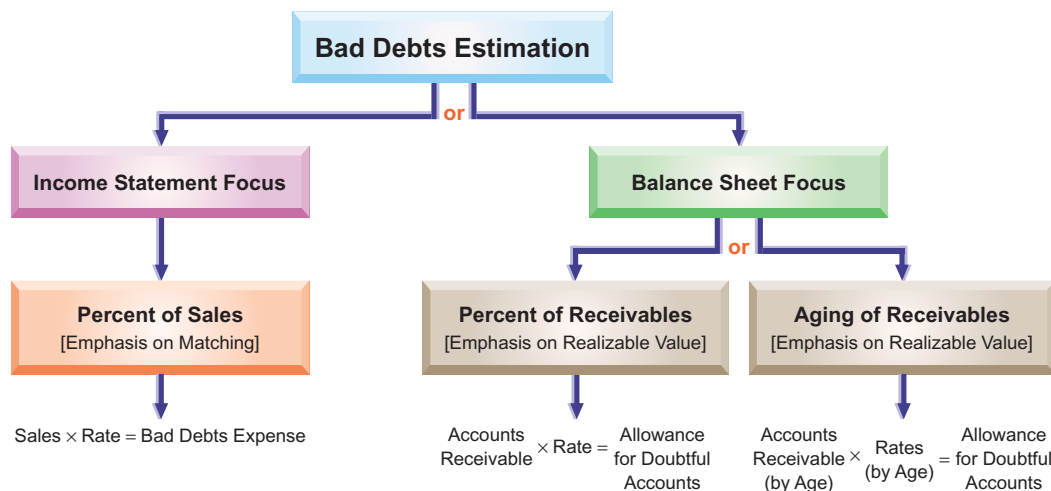 Bad Debts Estimation
or
Income Statement Focus
Balance Sheet Focus
or
Percent of Sales
[Emphasis on Matching]
Percent of Receivables
[Emphasis on Realizable Value]
Aging of Receivables
[Emphasis on Realizable Value]
Sales × Rate = Bad Debts Expense
Accounts
Receivable
× Rate =
Allowance
for Doubtful
Accounts
Accounts
Receivable
(by Age)
×
Rates
(by Age)
=
Allowance
for Doubtful
Accounts